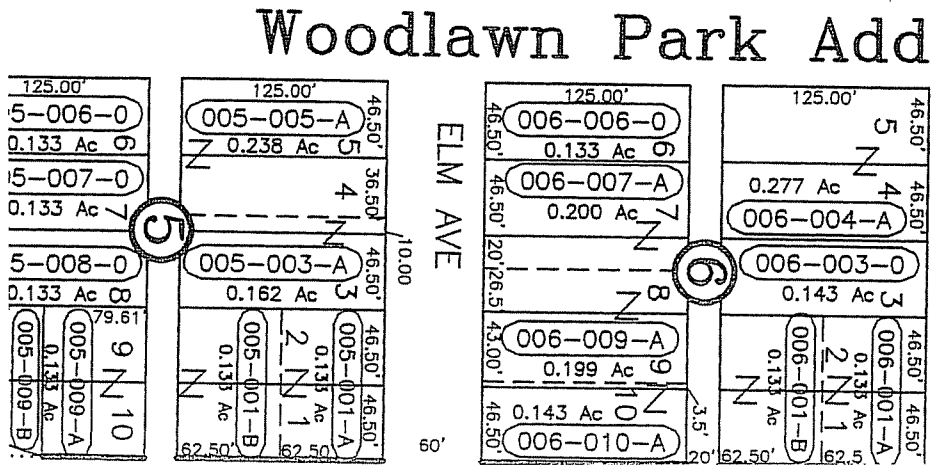 Woodlawn Park Add
125.00'
5-006-0
0.133 Ac
6
5-007-0
0.133 Ac
7
5-008-0
0.133 Ac
8
79.61'
9
10
005-009-A
0.133 Ac
005-009-B
5
125.00'
46.50'
005-005-A
0.238 Ac
5
4
36.50'
10.00
005-003-A
46.50'
0.162 Ac
3
2
1
005-001-B
0.133 Ac
005-001-A
0.133 Ac
46.50'
46.50'
62.50'
62.50'
ELM AVE
60'
125.00'
46.50'
006-006-0
0.133 Ac
6
46.50'
006-007-A
0.200 Ac
7
20'
26.5'
8
43.00'
006-009-A
0.199 Ac
9
46.50'
0.143 Ac
10
006-010-A
3.5'
20'
6
125.00'
46.50'
5
0.277 Ac
4
006-004-A
006-003-0
0.143 Ac
3
2
1
006-001-B
0.133 Ac
006-001-A
0.133 Ac
46.50'
46.50'
62.50'
62.5